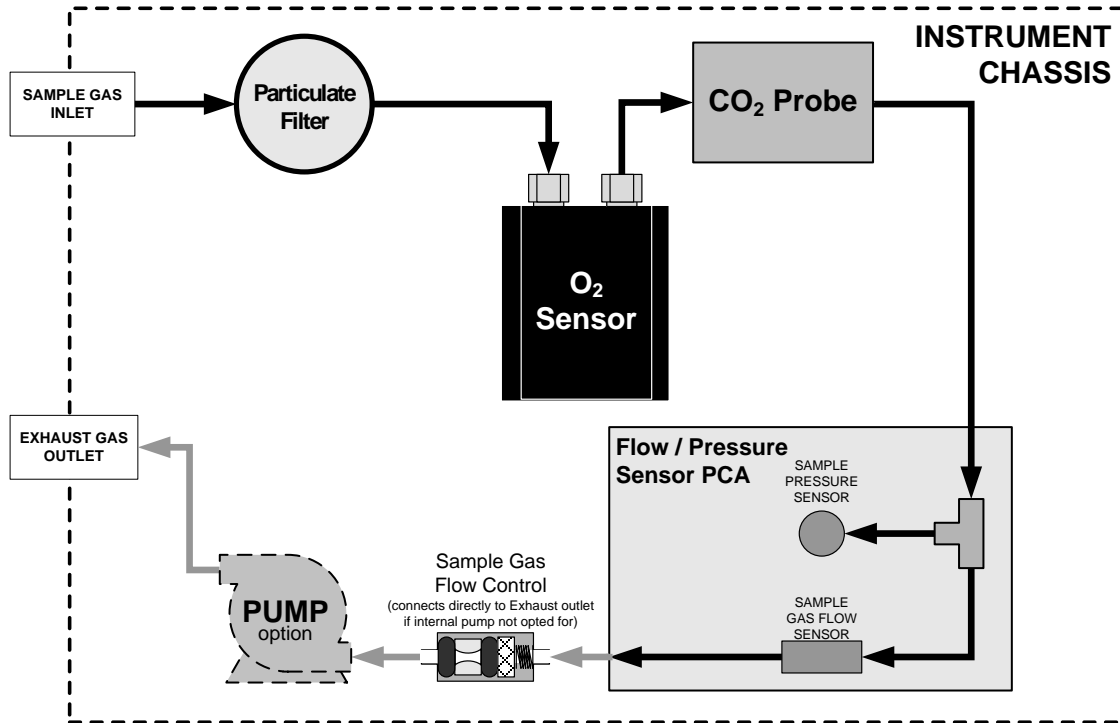 INSTRUMENT
CHASSIS
SAMPLE GAS
INLET
Particulate
Filter
CO₂ Probe
O₂
Sensor
EXHAUST GAS
OUTLET
Flow / Pressure
Sensor PCA
SAMPLE
PRESSURE
SENSOR
Sample Gas
Flow Control
(connects directly to Exhaust outlet
if internal pump not opted for)
PUMP
option
SAMPLE
GAS FLOW
SENSOR